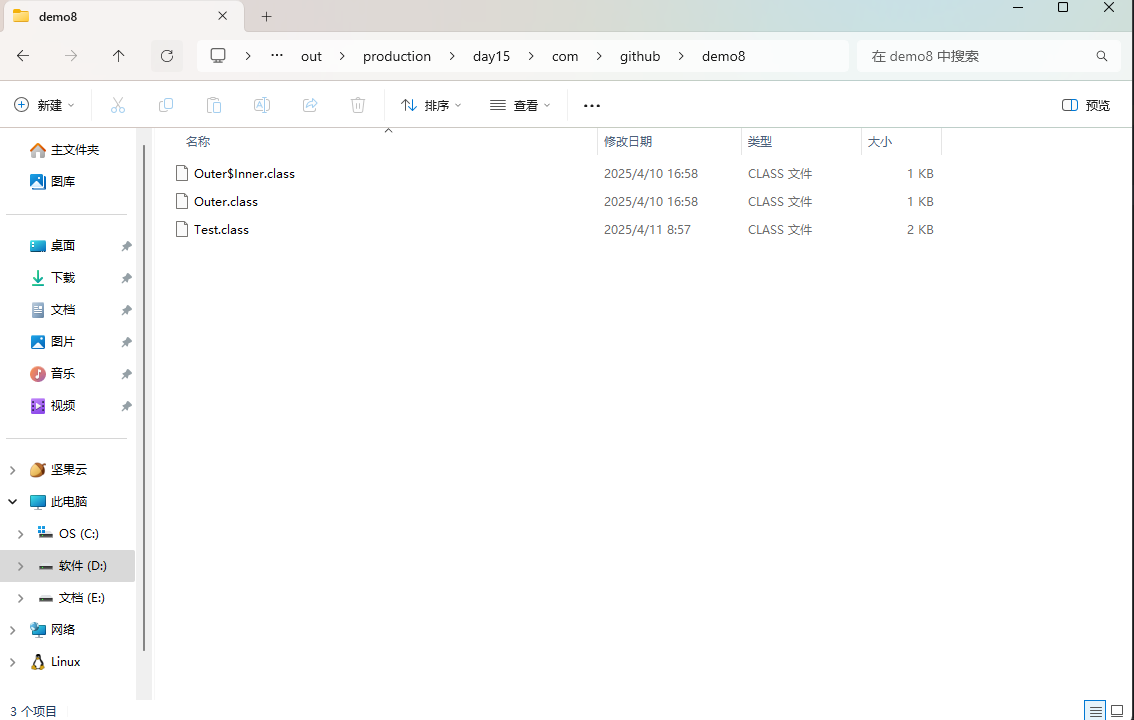 demo8
out production day15 com github demo8
在 demo8 中搜索
新建
排序
查看
预览
名称 修改日期 类型 大小
Outer$Inner.class 2025/4/10 16:58 CLASS 文件 1 KB
Outer.class 2025/4/10 16:58 CLASS 文件 1 KB
Test.class 2025/4/11 8:57 CLASS 文件 2 KB
主文件夹
图库
桌面
下载
文档
图片
音乐
视频
坚果云
此电脑
OS (C:)
软件 (D:)
文档 (E:)
网络
Linux
3 个项目